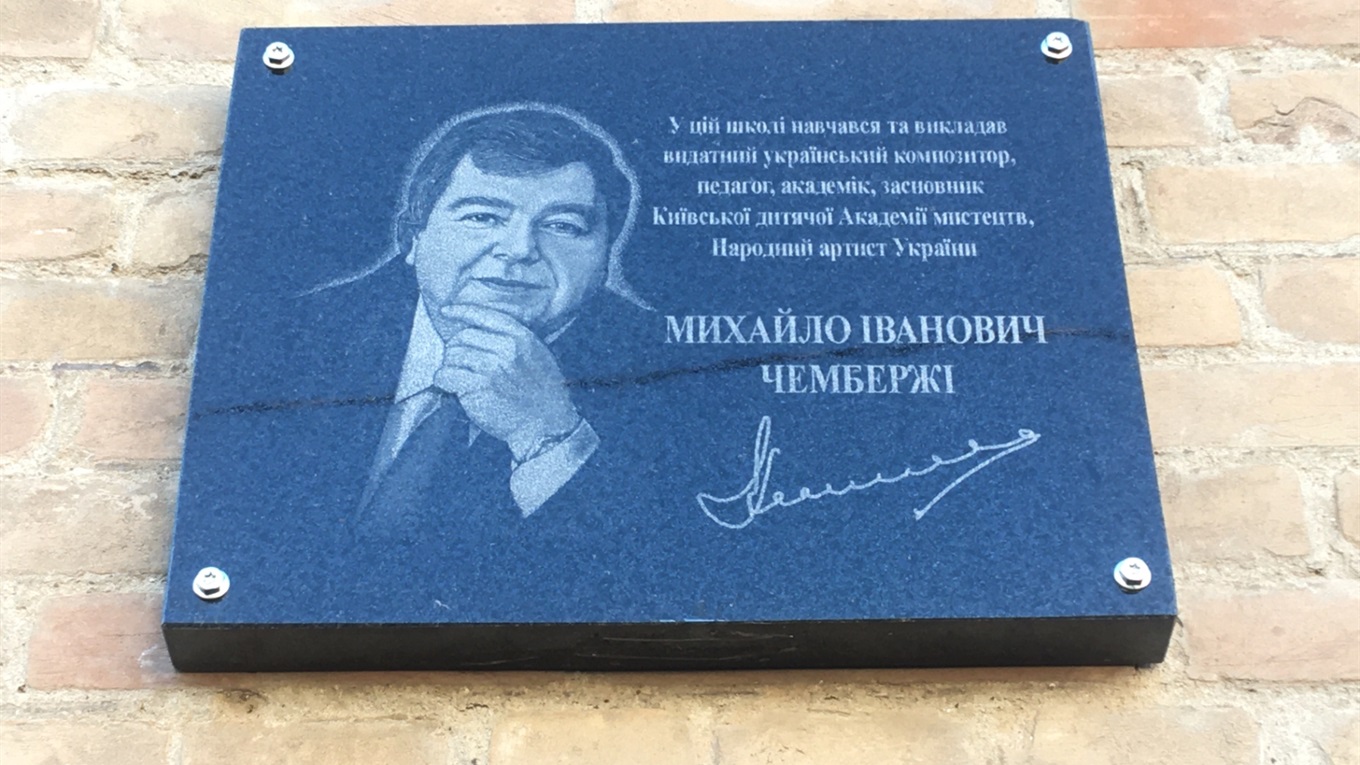 У цій школі навчався та викладав
видатний український композитор,
педагог, академік, засновник
Київської дитячої Академії мистецтв,
Народний артист України
МИХАЙЛО ІВАНОВИЧ
ЧЕМБЕРЖІ